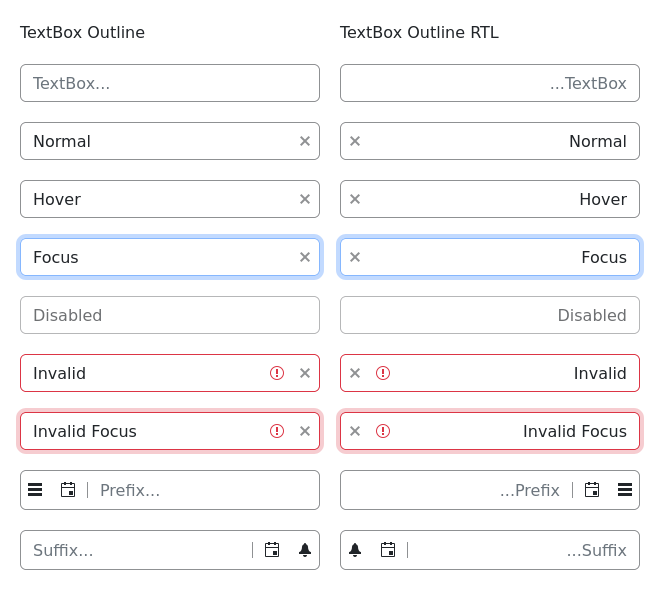 TextBox Outline
TextBox...
Normal
Hover
Focus
Disabled
Invalid
Invalid Focus
Prefix...
Suffix...
TextBox Outline RTL
...TextBox
Normal
Hover
Focus
Disabled
Invalid
Invalid Focus
...Prefix
...Suffix